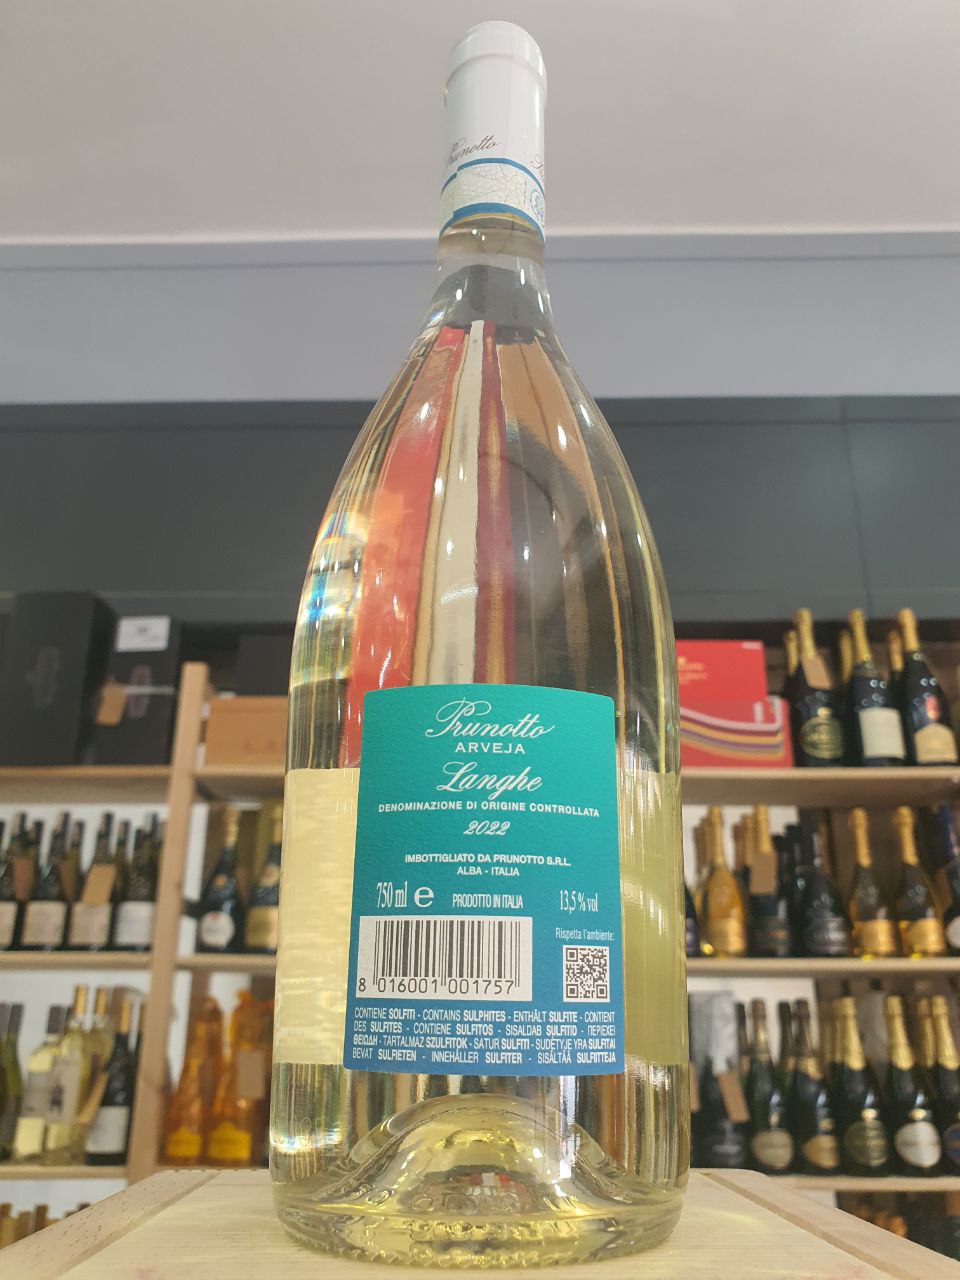 Prunotto
Prunotto
ARVEJA
Langhe
DENOMINAZIONE DI ORIGINE CONTROLLATA
2022
IMBOTTIGLIATO DA PRUNOTTO S.R.L.
ALBA - ITALIA
750 ml e PRODOTTO IN ITALIA 13,5 % vol
Rispetta l'ambiente:
8 016001 001757
CONTIENE SOLFITI - CONTAINS SULPHITES - ENTHÄLT SULFITE - CONTIENT
DES SULFITES - CONTIENE SULFITOS - SISALDAB SULFITID - ΠΕΡΙΕΧΕΙ
ΘΕΙΩΔΗ - TARTALMAZ SZULFITOK - SATUR SULFITI - SUDĖTYJE YRA SULFITAI
BEVAT SULFIETEN - INNEHÅLLER SULFITER - SISÄLTÄÄ SULFIITTEJA